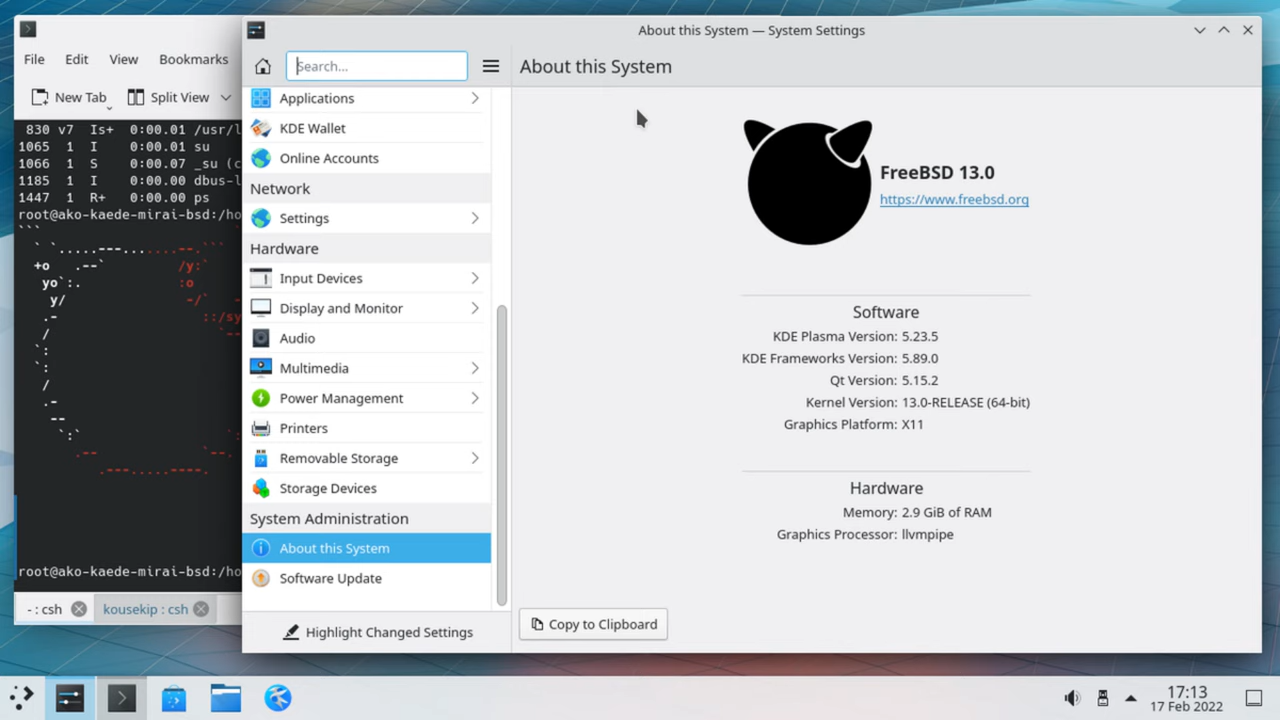 About this System — System Settings
File Edit View Bookmarks
New Tab Split View
830 v7 Is+ 0:00.01 /usr/l
1065 1 I 0:00.01 su
1066 1 S 0:00.07 _su (c
1185 1 I 0:00.00 dbus-l
1447 1 R+ 0:00.00 ps
root@ako-kaede-mirai-bsd:/ho
root@ako-kaede-mirai-bsd:/ho
- : csh
kousekip : csh
Search...
Applications
KDE Wallet
Online Accounts
Network
Settings
Hardware
Input Devices
Display and Monitor
Audio
Multimedia
Power Management
Printers
Removable Storage
Storage Devices
System Administration
About this System
Software Update
Highlight Changed Settings
About this System
FreeBSD 13.0
https://www.freebsd.org
Software
KDE Plasma Version: 5.23.5
KDE Frameworks Version: 5.89.0
Qt Version: 5.15.2
Kernel Version: 13.0-RELEASE (64-bit)
Graphics Platform: X11
Hardware
Memory: 2.9 GiB of RAM
Graphics Processor: llvmpipe
Copy to Clipboard
17:13
17 Feb 2022